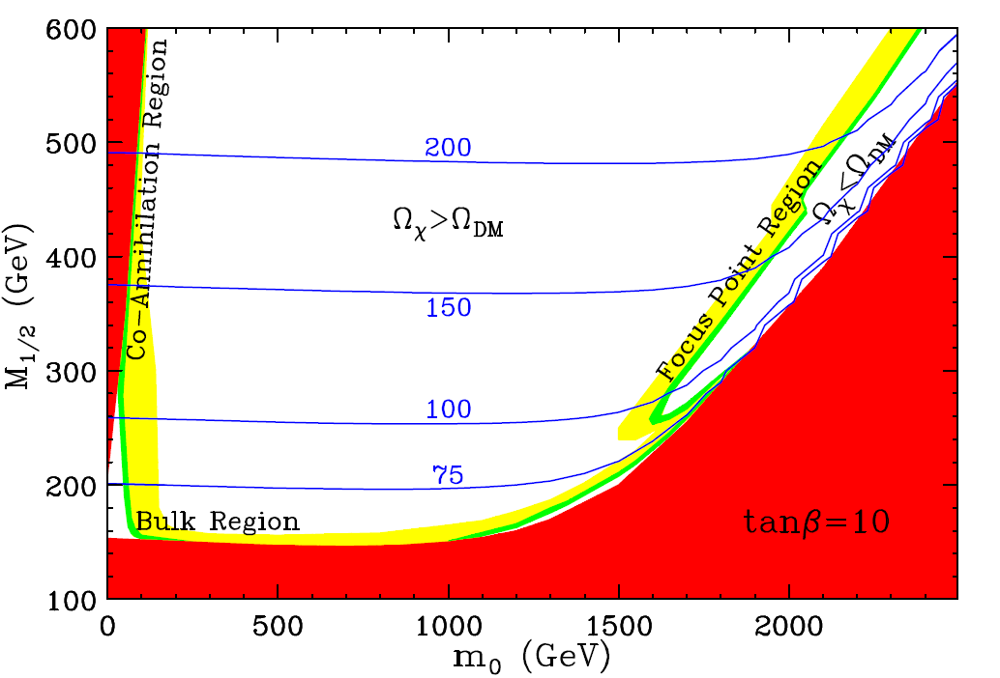 600
500
400
300
200
100
M1/2 (GeV)
Co-Annihilation Region
200
Ωχ>ΩDM
150
100
75
Bulk Region
Focus Point Region
Ωχ<ΩDM
tanβ=10
0
500
1000
1500
2000
m0 (GeV)